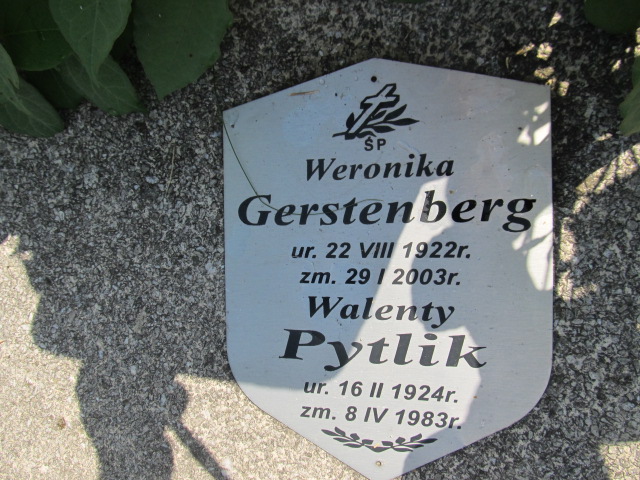 ŚP
Weronika
Gerstenberg
ur. 22 VIII 1922r.
zm. 29 I 2003r.
Walenty
Pytlik
ur. 16 II 1924r.
zm. 8 IV 1983r.